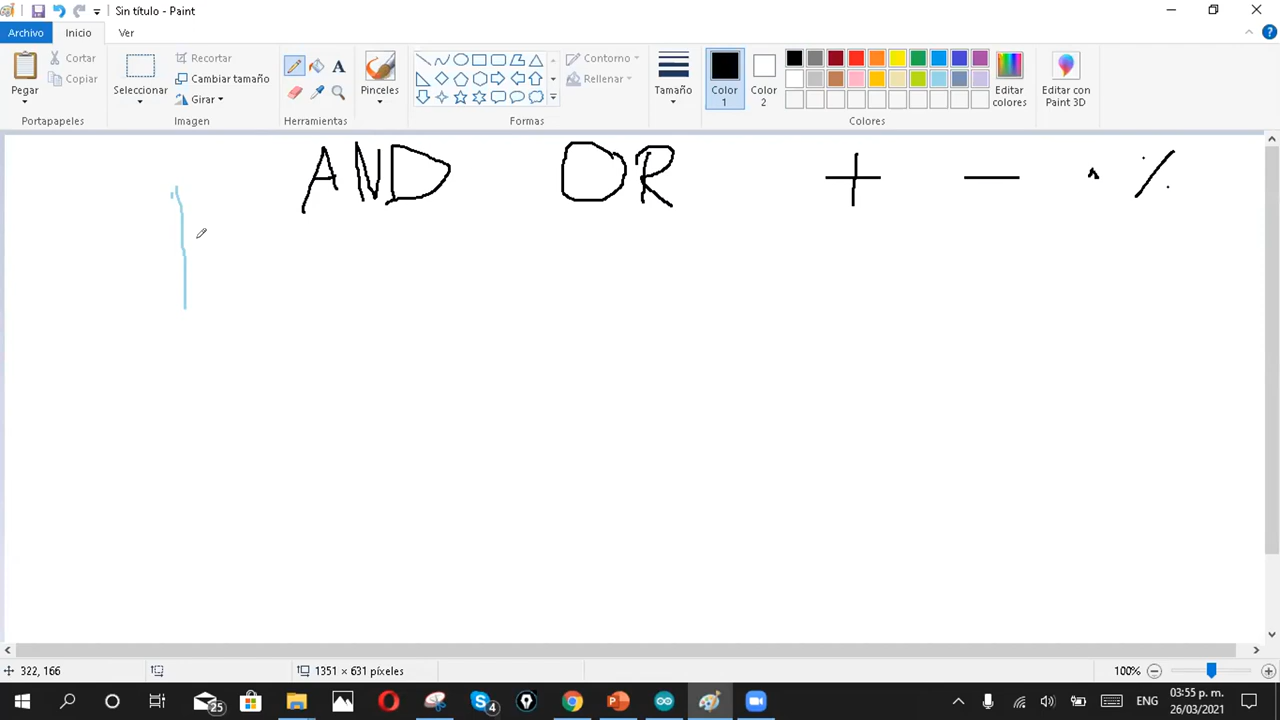 Sin título - Paint
Archivo Inicio Ver
Pegar
Cortar
Copiar
Portapapeles
Seleccionar
Recortar
Cambiar tamaño
Girar
Imagen
A
Herramientas
Pinceles
Contorno
Rellenar
Formas
Tamaño
Color 1
Color 2
Editar colores
Editar con Paint 3D
Colores
AND OR + — %
322, 166
1351 × 631 píxeles
100%
25
4
ENG
03:55 p. m.
26/03/2021